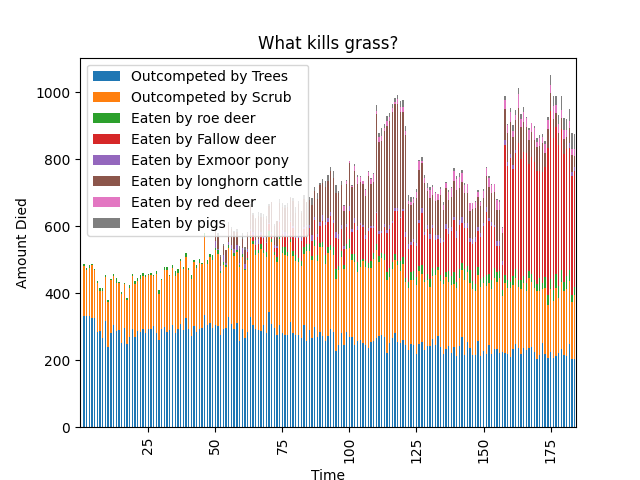 What kills grass?
Outcompeted by Trees
Outcompeted by Scrub
Eaten by roe deer
Eaten by Fallow deer
Eaten by Exmoor pony
Eaten by longhorn cattle
Eaten by red deer
Eaten by pigs
Amount Died
1000
800
600
400
200
0
25
50
75
100
125
150
175
Time